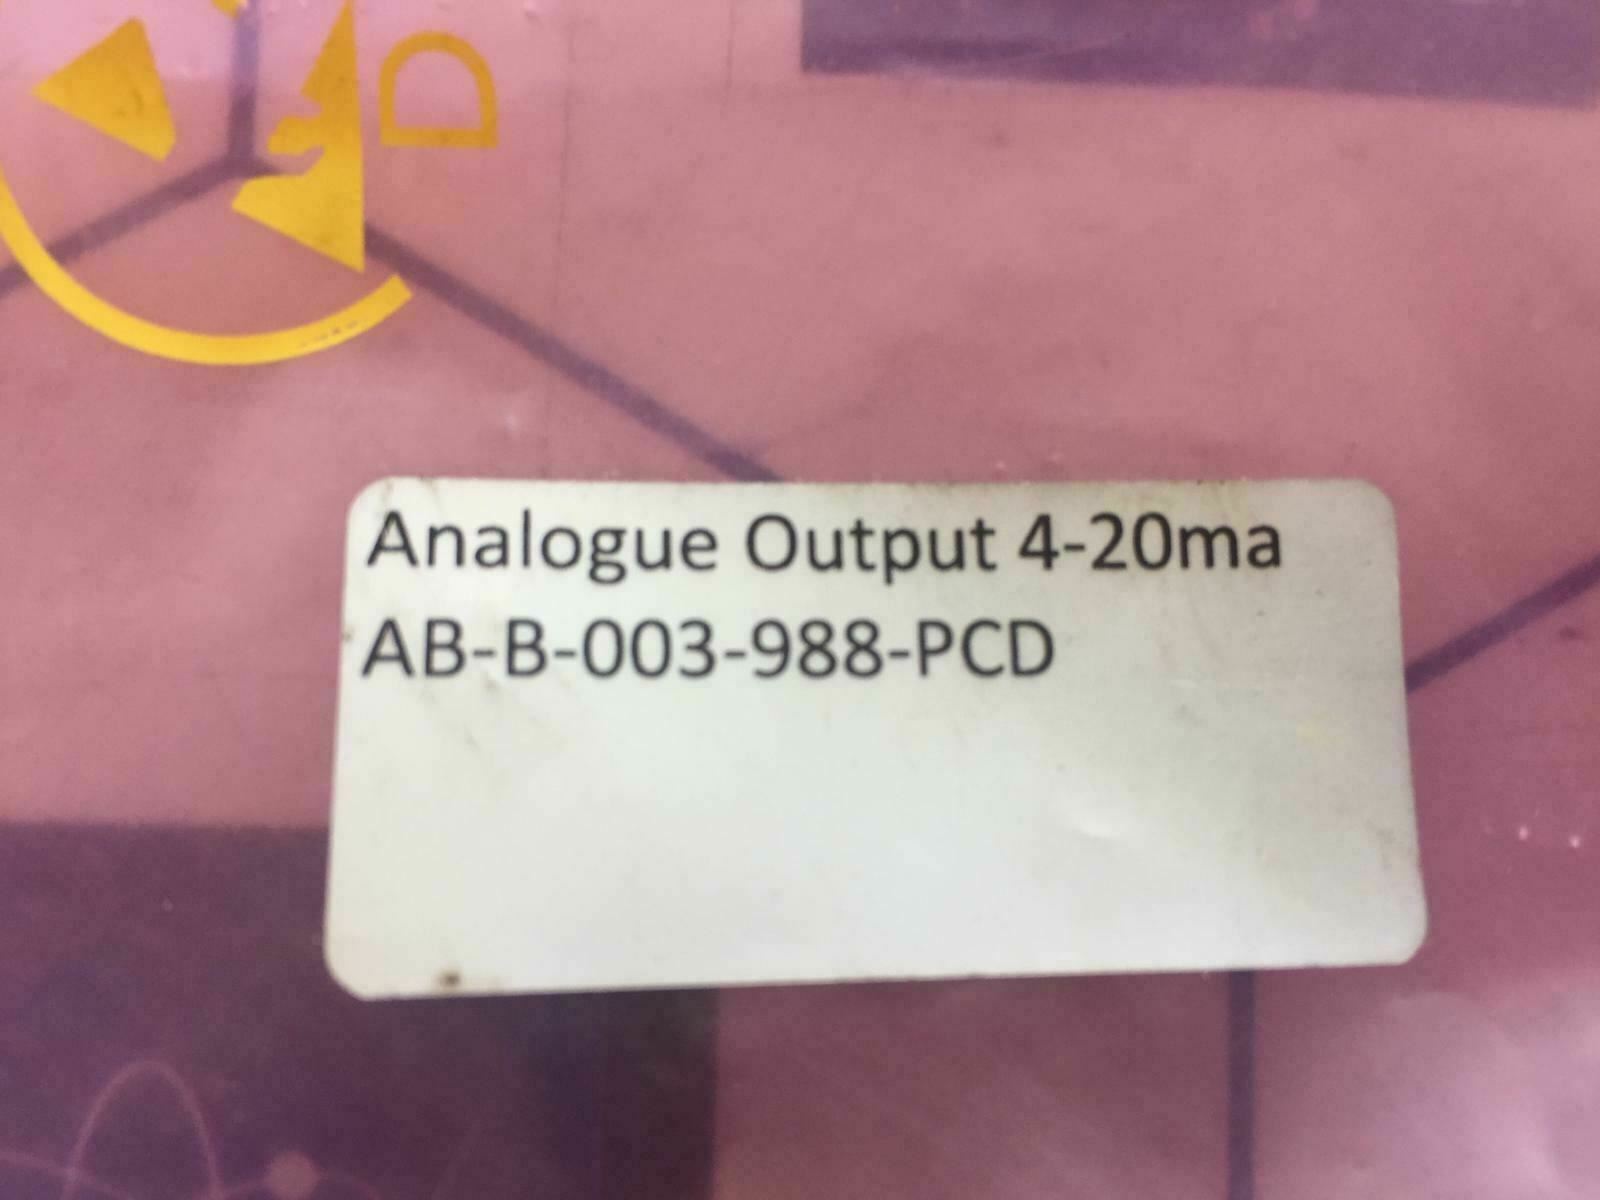 Analogue Output 4-20ma
AB-B-003-988-PCD